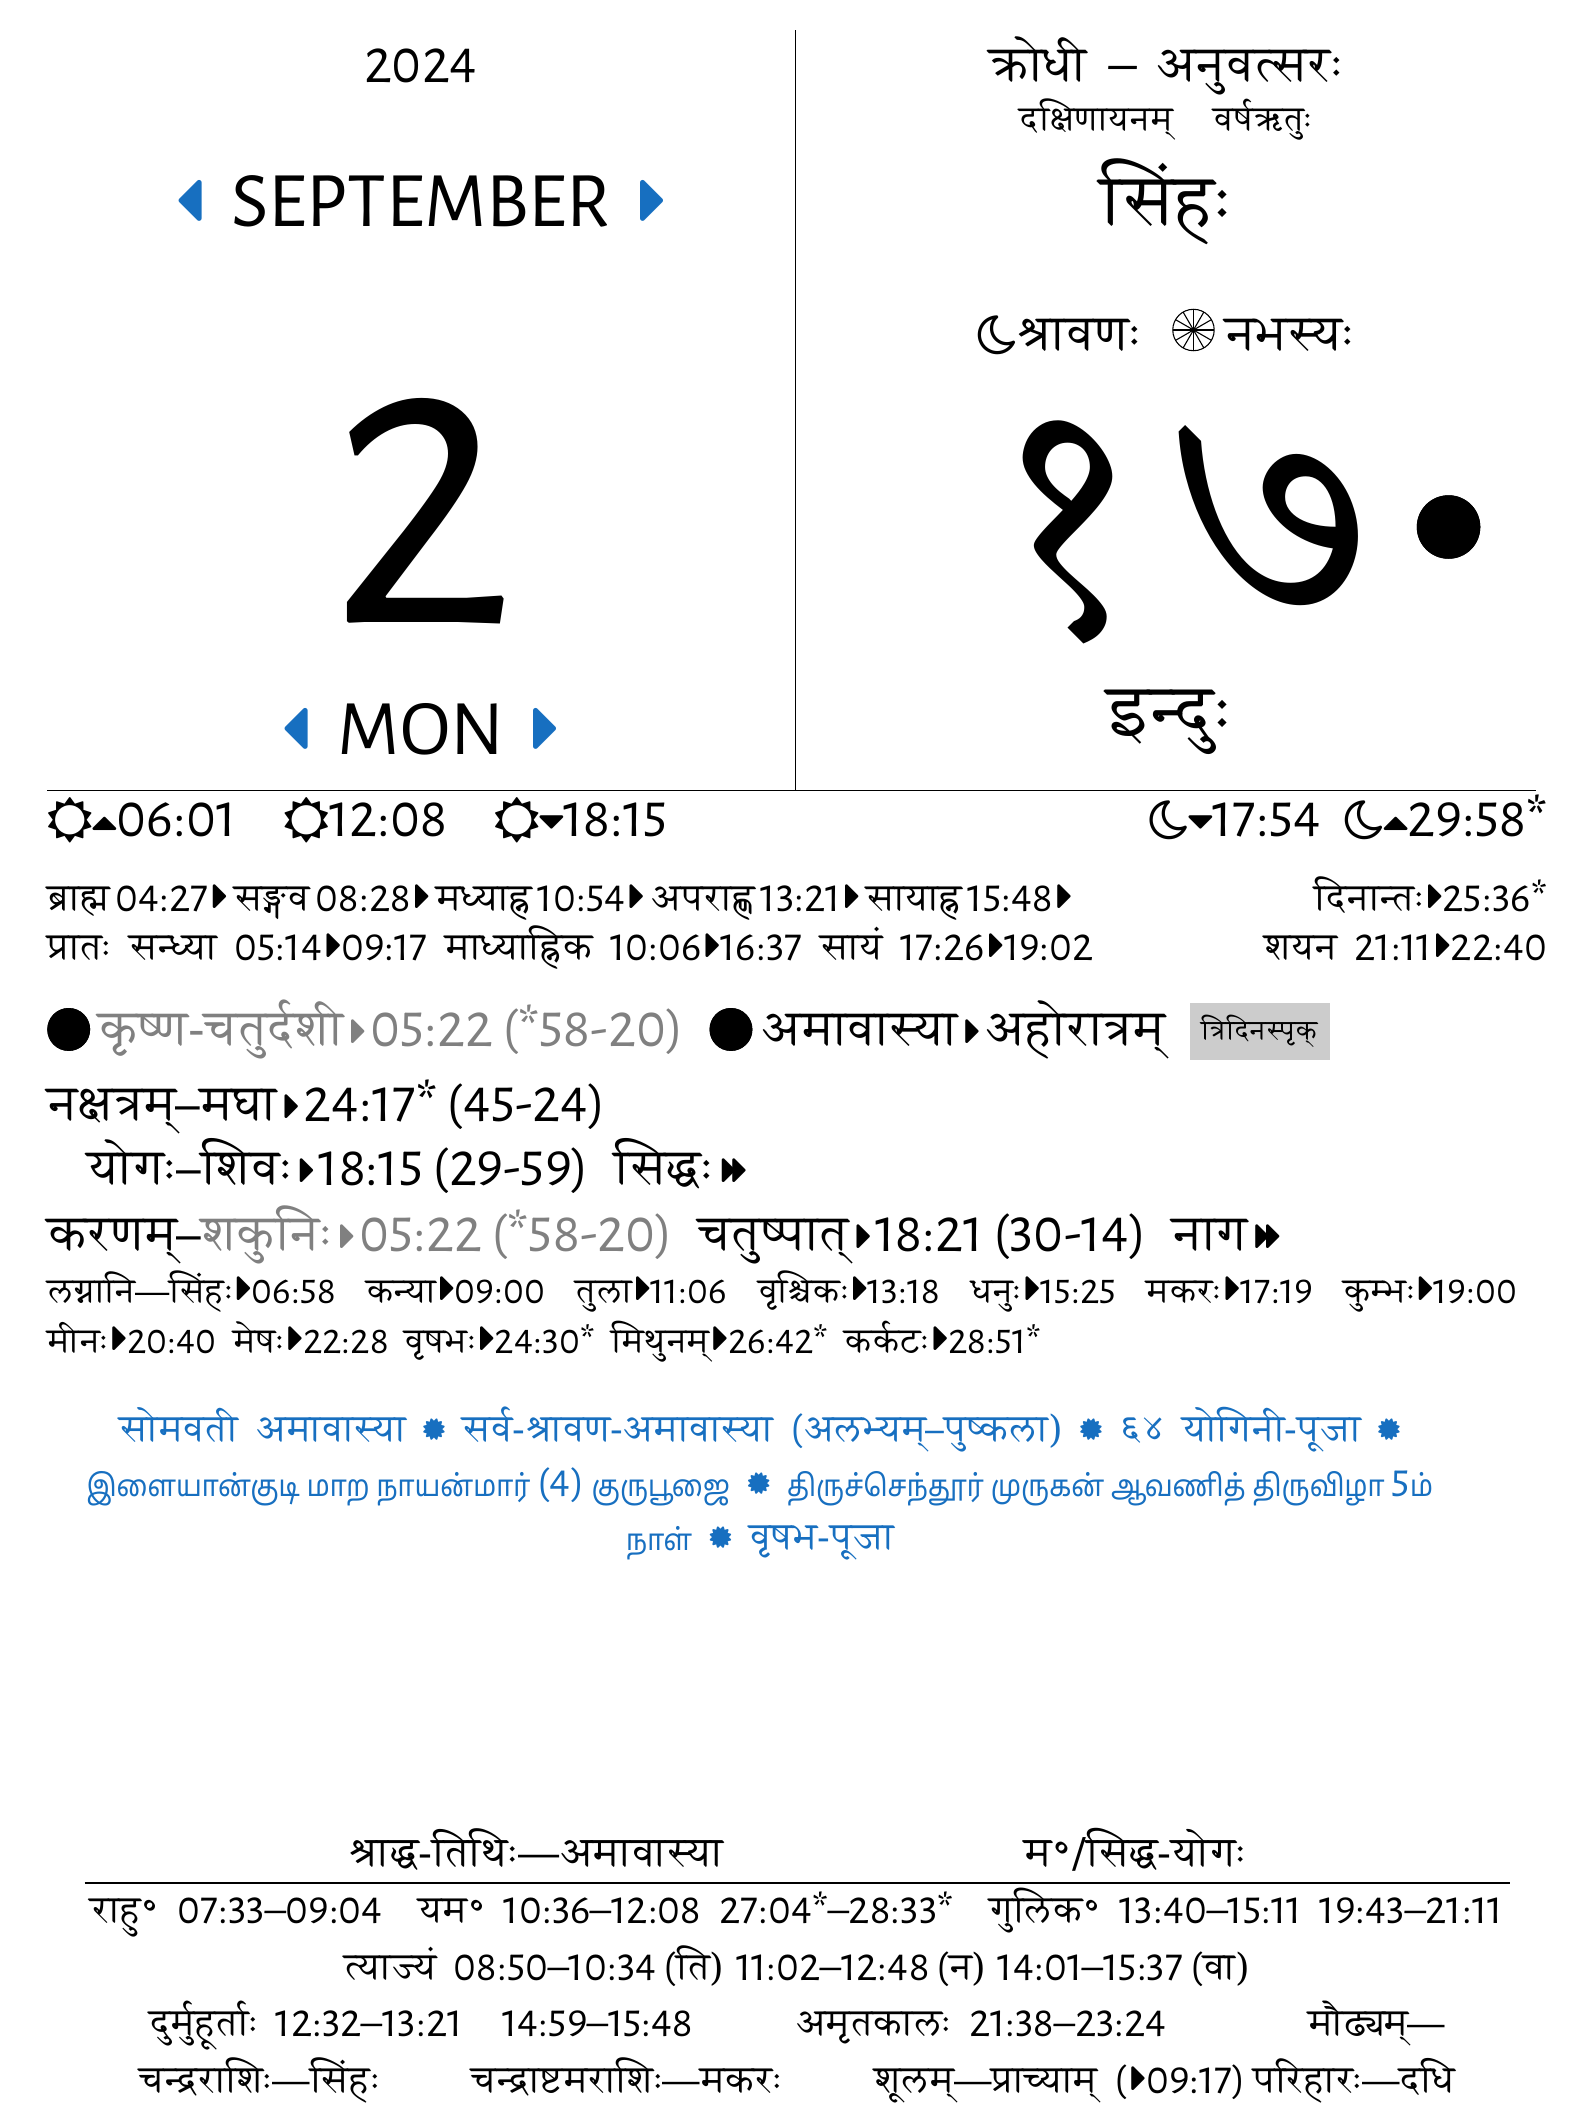 2024
SEPTEMBER
2
MON
क्रोधी – अनुवत्सरः
दक्षिणायनम् वर्षऋतुः
सिंहः
श्रावणः नभस्यः
१७
इन्दुः
06:01 12:08 18:15 17:54 29:58*
ब्राह्म 04:27 सङ्गव 08:28 मध्याह्न 10:54 अपराह्ण 13:21 सायाह्न 15:48 दिनान्तः 25:36*
प्रातः सन्ध्या 05:14 09:17 माध्याह्निक 10:06 16:37 सायं 17:26 19:02 शयन 21:11 22:40
कृष्ण-चतुर्दशी 05:22 (*58-20) अमावास्या अहोरात्रम् त्रिदिनस्पृक्
नक्षत्रम्–मघा 24:17* (45-24)
योगः–शिवः 18:15 (29-59) सिद्धः
करणम्–शकुनिः 05:22 (*58-20) चतुष्पात् 18:21 (30-14) नाग
लग्नानि—सिंहः 06:58 कन्या 09:00 तुला 11:06 वृश्चिकः 13:18 धनुः 15:25 मकरः 17:19 कुम्भः 19:00
मीनः 20:40 मेषः 22:28 वृषभः 24:30* मिथुनम् 26:42* कर्कटः 28:51*
सोमवती अमावास्या ✹ सर्व-श्रावण-अमावास्या (अलभ्यम्–पुष्कला) ✹ ६४ योगिनी-पूजा ✹
இளையான்குடி மாற நாயன்மார் (4) குருபூஜை ✹ திருச்செந்தூர் முருகன் ஆவணித் திருவிழா 5ம்
நாள் ✹ वृषभ-पूजा
श्राद्ध-तिथिः—अमावास्या म॰/सिद्ध-योगः
राहु॰ 07:33–09:04 यम॰ 10:36–12:08 27:04*–28:33* गुलिक॰ 13:40–15:11 19:43–21:11
त्याज्यं 08:50–10:34 (ति) 11:02–12:48 (न) 14:01–15:37 (वा)
दुर्मुहूर्ताः 12:32–13:21 14:59–15:48 अमृतकालः 21:38–23:24 मौढ्यम्—
चन्द्रराशिः—सिंहः चन्द्राष्टमराशिः—मकरः शूलम्—प्राच्याम् (09:17) परिहारः—दधि